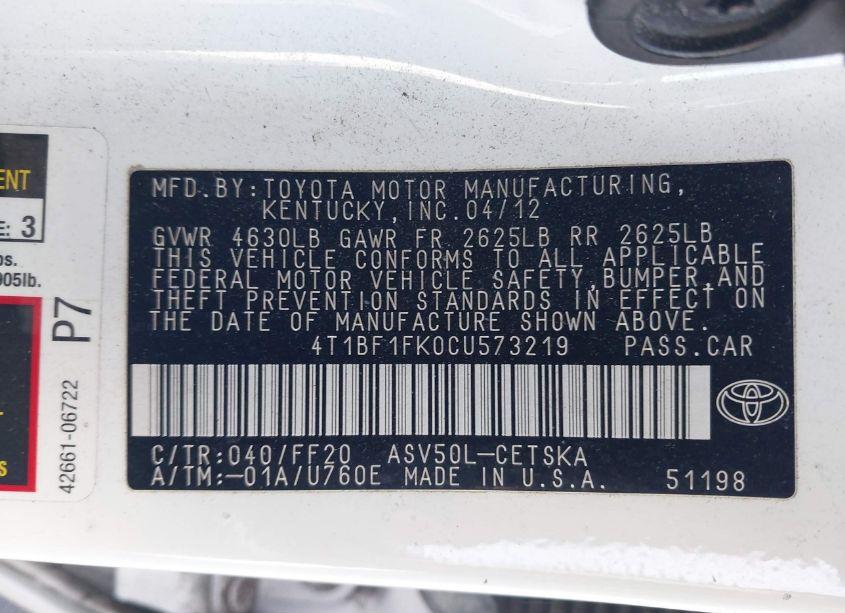 MFD.BY:TOYOTA MOTOR MANUFACTURING,
KENTUCKY,INC.04/12
GVWR 4630LB GAWR FR 2625LB RR 2625LB
THIS VEHICLE CONFORMS TO ALL APPLICABLE
FEDERAL MOTOR VEHICLE SAFETY,BUMPER,AND
THEFT PREVENTION STANDARDS IN EFFECT ON
THE DATE OF MANUFACTURE SHOWN ABOVE.
4T1BF1FK0CU573219 PASS.CAR
C/TR:040/FF20 ASV50L-CETSKA
A/TM:-01A/U760E MADE IN U.S.A. 51198
ENT
E: 3
os.
905lb.
P7
42661-06722
S